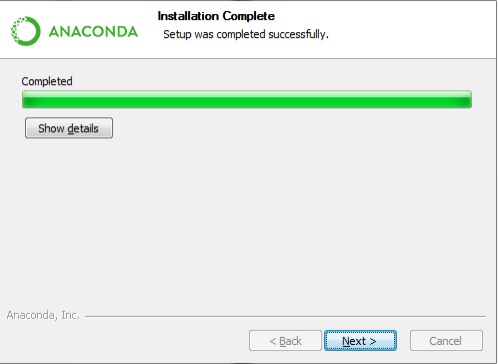 ANACONDA
Installation Complete
Setup was completed successfully.
Completed
Show details
Anaconda, Inc.
< Back
Next >
Cancel